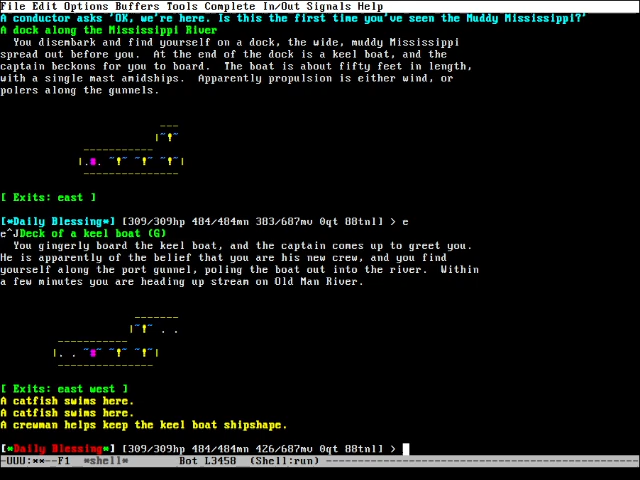 File Edit Options Buffers Tools Complete In/Out Signals Help
A conductor asks 'OK, we're here. Is this the first time you've seen the Muddy Mississippi?'
A dock along the Mississippi River
You disembark and find yourself on a dock, the wide, muddy Mississippi
spread out before you.  At the end of the dock is a keel boat, and the
captain beckons for you to board.  The boat is about fifty feet in length,
with a single mast amidships.  Apparently propulsion is either wind, or
polers along the gunnels.
---
|~!~
-----------
|.■. ~!~ ~!~ ~!~|
---------------
[ Exits: east ]
[*Daily Blessing*] [309/309hp 484/484mn 383/687mv 0qt 88tnl] > e
e^JDeck of a keel boat (G)
You gingerly board the keel boat, and the captain comes up to greet you.
He is apparently of the belief that you are his new crew, and you find
yourself along the port gunnel, poling the boat out into the river.  Within
a few minutes you are heading up stream on Old Man River.
-------
|~!~ . .
-----------
|. . ~■~ ~!~ ~!~|
---------------
[ Exits: east west ]
A catfish swims here.
A catfish swims here.
A crewman helps keep the keel boat shipshape.
[*Daily Blessing*] [309/309hp 484/484mn 426/687mv 0qt 88tnl] >
-UUU:**--F1  *shell*          Bot L3458  (Shell:run)